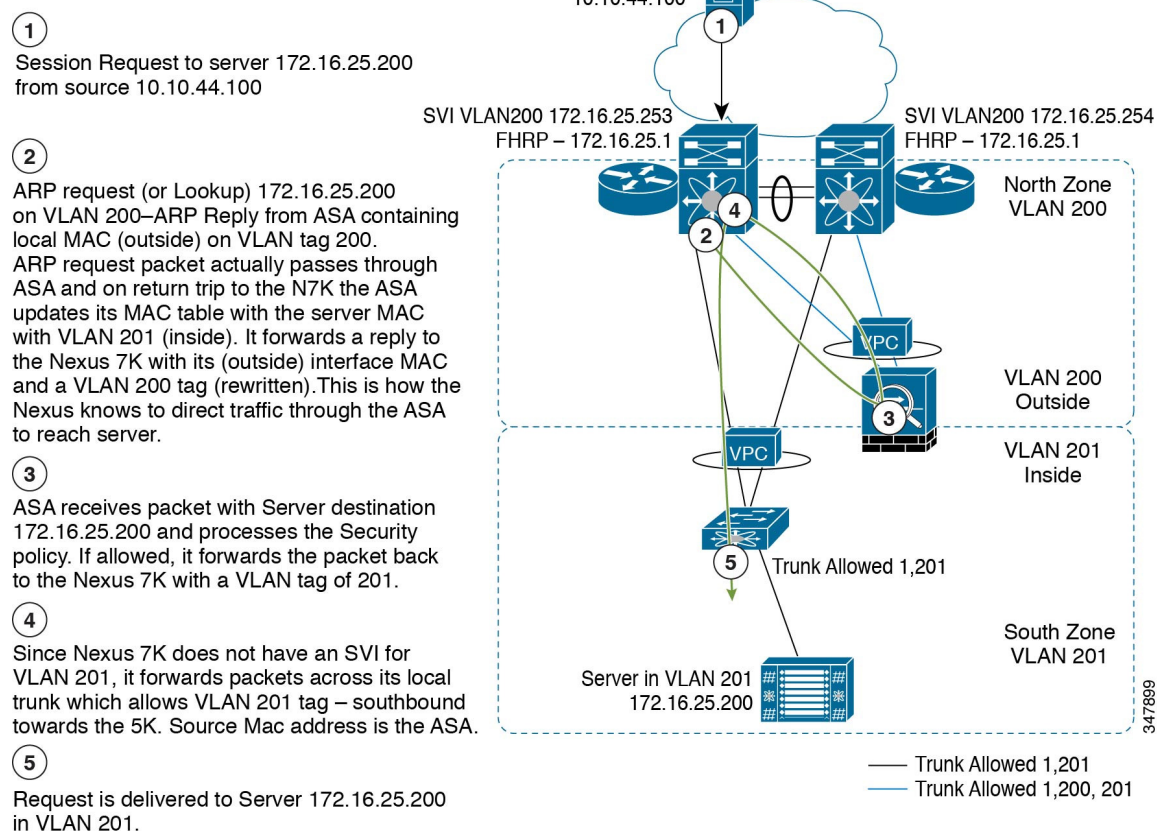 1
Session Request to server 172.16.25.200
from source 10.10.44.100
2
ARP request (or Lookup) 172.16.25.200
on VLAN 200–ARP Reply from ASA containing
local MAC (outside) on VLAN tag 200.
ARP request packet actually passes through
ASA and on return trip to the N7K the ASA
updates its MAC table with the server MAC
with VLAN 201 (inside). It forwards a reply to
the Nexus 7K with its (outside) interface MAC
and a VLAN 200 tag (rewritten).This is how the
Nexus knows to direct traffic through the ASA
to reach server.
3
ASA receives packet with Server destination
172.16.25.200 and processes the Security
policy. If allowed, it forwards the packet back
to the Nexus 7K with a VLAN tag of 201.
4
Since Nexus 7K does not have an SVI for
VLAN 201, it forwards packets across its local
trunk which allows VLAN 201 tag – southbound
towards the 5K. Source Mac address is the ASA.
5
Request is delivered to Server 172.16.25.200
in VLAN 201.
10.10.44.100
1
SVI VLAN200 172.16.25.253
FHRP – 172.16.25.1
SVI VLAN200 172.16.25.254
FHRP – 172.16.25.1
North Zone
VLAN 200
4
2
VPC
VLAN 200
Outside
3
VLAN 201
Inside
VPC
5
Trunk Allowed 1,201
South Zone
VLAN 201
Server in VLAN 201
172.16.25.200
347899
Trunk Allowed 1,201
Trunk Allowed 1,200, 201